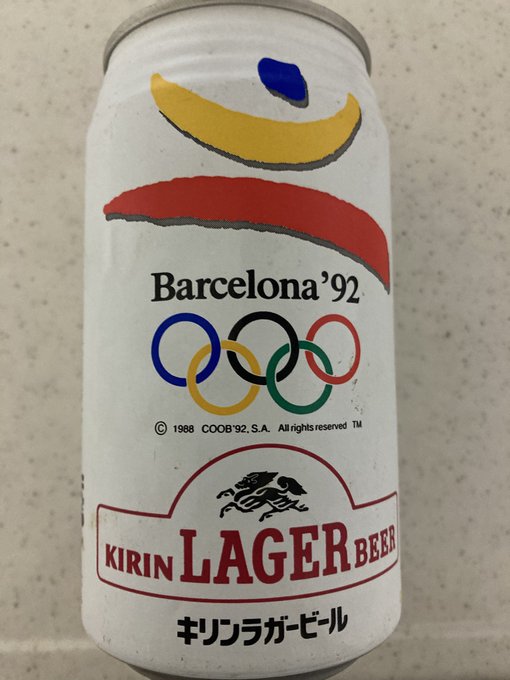 Barcelona'92
© 1988 COOB'92, S.A. All rights reserved TM
KIRIN LAGER BEER
キリンラガービール